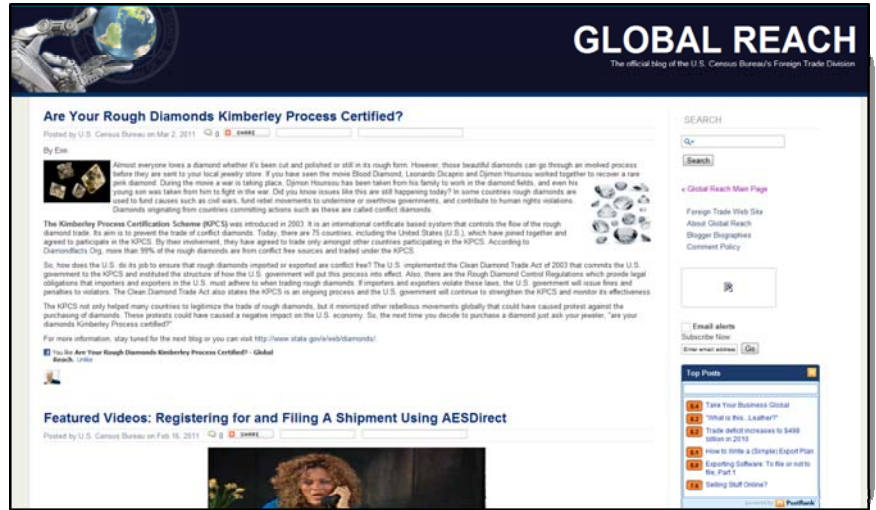 GLOBAL REACH
The official blog of the U.S. Census Bureau's Foreign Trade Division
Are Your Rough Diamonds Kimberley Process Certified?
Posted by U.S. Census Bureau on Mar 2, 2011 0 SHARE
By Erin
Almost everyone loves a diamond whether it's been cut and polished or still in its rough form. However, those beautiful diamonds can go through an involved process
before they are sent to your local jewelry store. If you have seen the movie Blood Diamond, Leonardo Dicaprio and Djimon Hounsou worked together to recover a rare
pink diamond. During the movie a war is taking place, Djimon Hounsou has been taken from his family to work in the diamond fields, and even his
young son was taken from him to fight in the war. Did you know issues like this are still happening today? In some countries rough diamonds are
used to fund causes such as civil wars, fund rebel movements to undermine or overthrow governments, and contribute to human rights violations.
Diamonds originating from countries committing actions such as these are called conflict diamonds.
The Kimberley Process Certification Scheme (KPCS) was introduced in 2003. It is an international certificate based system that controls the flow of the rough
diamond trade. Its aim is to prevent the trade of conflict diamonds. Today, there are 75 countries, including the United States (U.S.), which have joined together and
agreed to participate in the KPCS. By their involvement, they have agreed to trade only amongst other countries participating in the KPCS. According to
Diamondfacts.Org, more than 99% of the rough diamonds are from conflict free sources and traded under the KPCS.
So, how does the U.S. do its job to ensure that rough diamonds imported or exported are conflict free? The U.S. implemented the Clean Diamond Trade Act of 2003 that commits the U.S.
government to the KPCS and instituted the structure of how the U.S. government will put this process into effect. Also, there are the Rough Diamond Control Regulations which provide legal
obligations that importers and exporters in the U.S. must adhere to when trading rough diamonds. If importers and exporters violate these laws, the U.S. government will issue fines and
penalties to violators. The Clean Diamond Trade Act also states the KPCS is an ongoing process and the U.S. government will continue to strengthen the KPCS and monitor its effectiveness.
The KPCS not only helped many countries to legitimize the trade of rough diamonds, but it minimized other rebellious movements globally that could have caused protest against the
purchasing of diamonds. These protests could have caused a negative impact on the U.S. economy. So, the next time you decide to purchase a diamond just ask your jeweler, "are your
diamonds Kimberley Process certified?"
For more information, stay tuned for the next blog or you can visit http://www.state.gov/e/eeb/diamonds/.
You like Are Your Rough Diamonds Kimberley Process Certified? - Global
Reach. Unlike
Featured Videos: Registering for and Filing A Shipment Using AESDirect
Posted by U.S. Census Bureau on Feb 16, 2011 0 SHARE
SEARCH
Search
« Global Reach Main Page
Foreign Trade Web Site
About Global Reach
Blogger Biographies
Comment Policy
Email alerts
Subscribe Now:
Enter email address Go
Top Posts
Take Your Business Global
8.2 "What is this...Leather?"
8.2 Trade deficit increases to $498
billion in 2010
How to Write a (Simple) Export Plan
Exporting Software: To file or not to
file, Part 1
Selling Stuff Online?
powered by PostRank